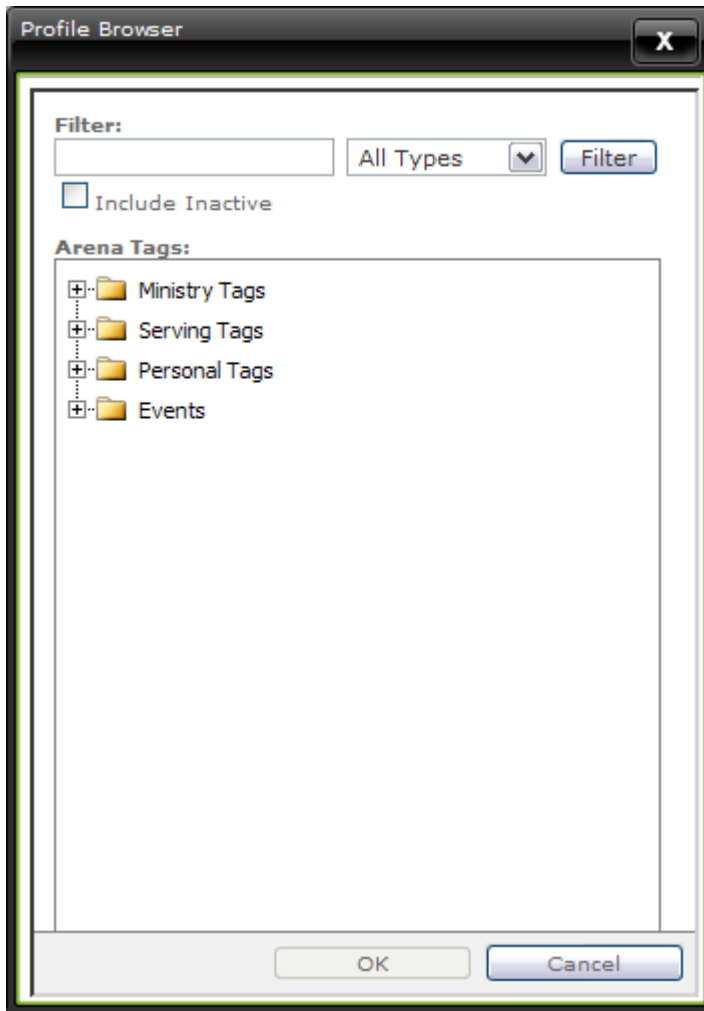 Profile Browser
X
Filter:
All Types
Filter
Include Inactive
Arena Tags:
Ministry Tags
Serving Tags
Personal Tags
Events
OK
Cancel